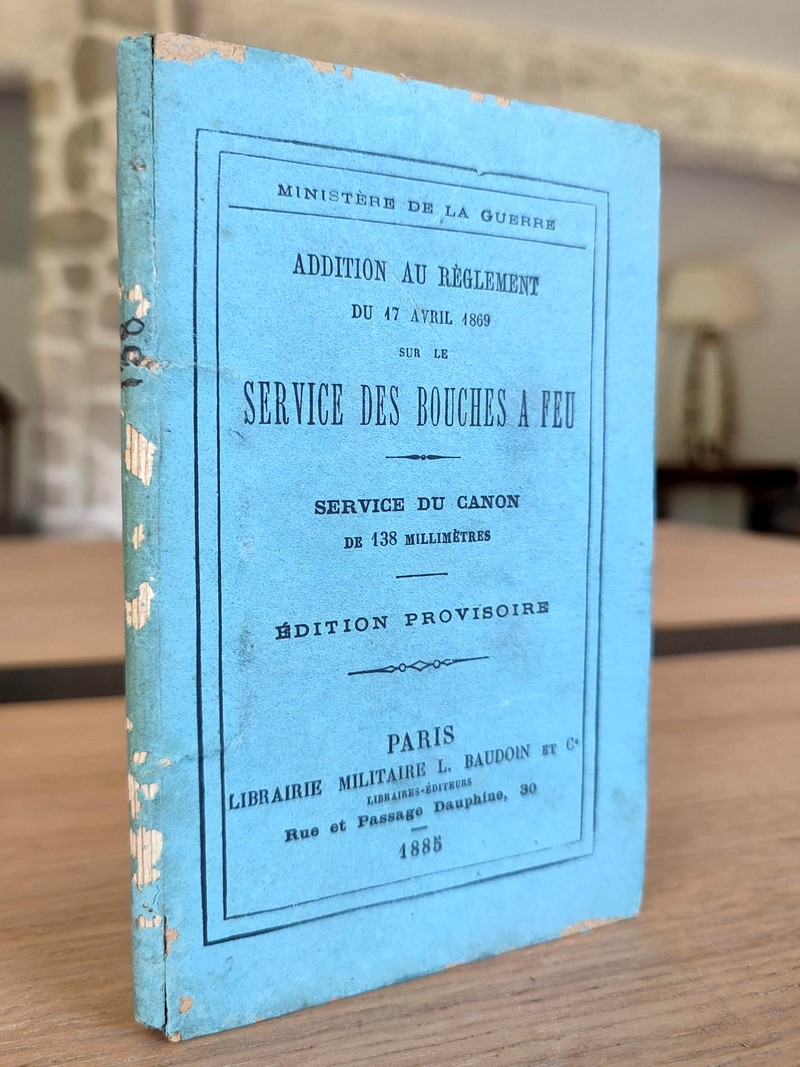 MINISTÈRE DE LA GUERRE
ADDITION AU RÈGLEMENT
DU 17 AVRIL 1869
SUR LE
SERVICE DES BOUCHES A FEU
SERVICE DU CANON
DE 138 MILLIMÈTRES
ÉDITION PROVISOIRE
PARIS
LIBRAIRIE MILITAIRE L. BAUDOIN ET Cⁱᵉ
LIBRAIRES-ÉDITEURS
Rue et Passage Dauphine, 30
1885